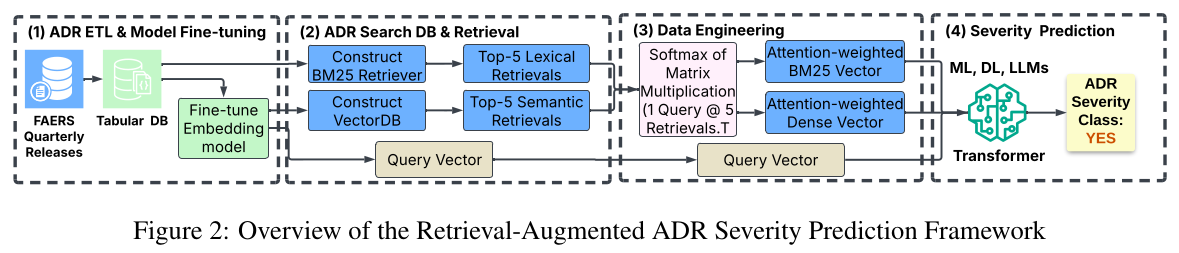 (1) ADR ETL & Model Fine-tuning
FAERS
Quarterly
Releases
Tabular DB
Fine-tune
Embedding
model
(2) ADR Search DB & Retrieval
Construct
BM25 Retriever
Top-5 Lexical
Retrievals
Construct
VectorDB
Top-5 Semantic
Retrievals
Query Vector
(3) Data Engineering
Softmax of
Matrix
Multiplication
(1 Query @ 5
Retrievals.T
Attention-weighted
BM25 Vector
Attention-weighted
Dense Vector
Query Vector
(4) Severity Prediction
ML, DL, LLMs
Transformer
ADR
Severity
Class:
YES
Figure 2: Overview of the Retrieval-Augmented ADR Severity Prediction Framework